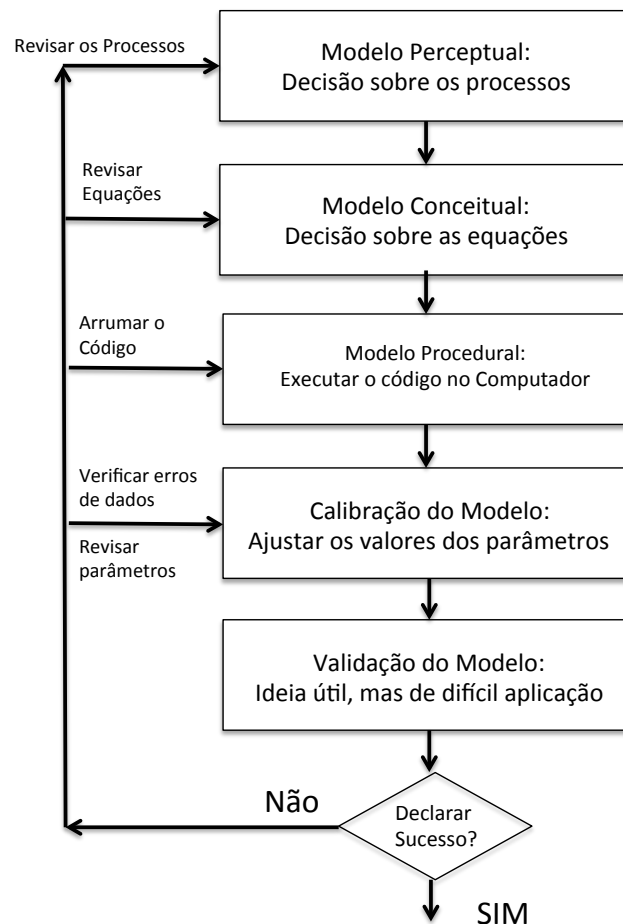 Revisar os Processos
Modelo Perceptual:
Decisão sobre os processos
Revisar
Equações
Modelo Conceitual:
Decisão sobre as equações
Arrumar o
Código
Modelo Procedural:
Executar o código no Computador
Verificar erros
de dados
Revisar
parâmetros
Calibração do Modelo:
Ajustar os valores dos parâmetros
Validação do Modelo:
Ideia útil, mas de difícil aplicação
Não
Declarar
Sucesso?
SIM